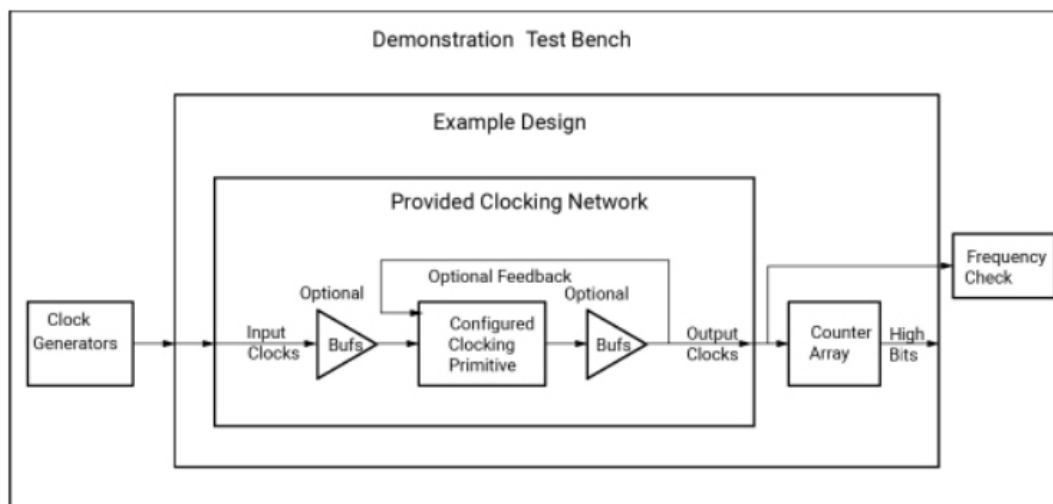 Demonstration Test Bench
Example Design
Provided Clocking Network
Frequency
Check
Optional Feedback
Optional
Optional
Clock
Generators
Input
Clocks
Bufs
Configured
Clocking
Primitive
Bufs
Output
Clocks
Counter
Array
High
Bits